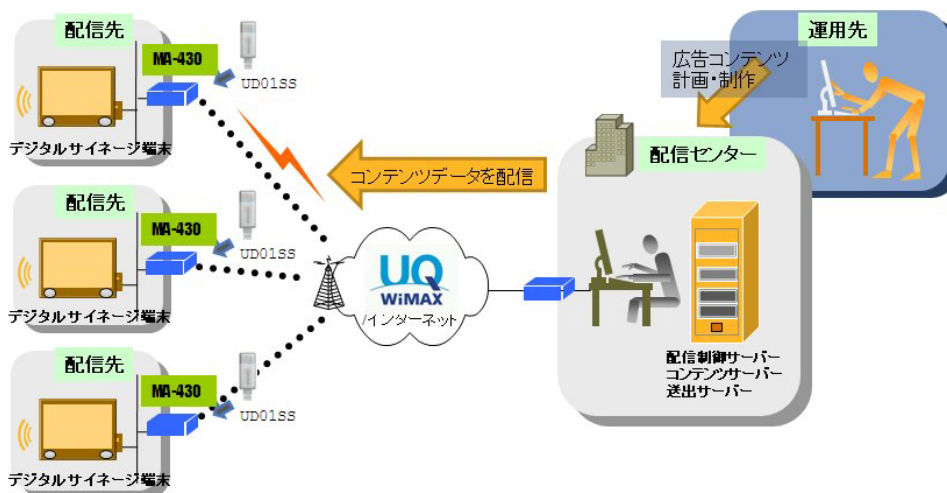 配信先
MA-430
UD01SS
デジタルサイネージ端末
配信先
MA-430
UD01SS
デジタルサイネージ端末
配信先
MA-430
UD01SS
デジタルサイネージ端末
コンテンツデータを配信
UQ
WiMAX
/インターネット
運用先
広告コンテンツ
計画・制作
配信センター
配信制御サーバー
コンテンツサーバー
送出サーバー